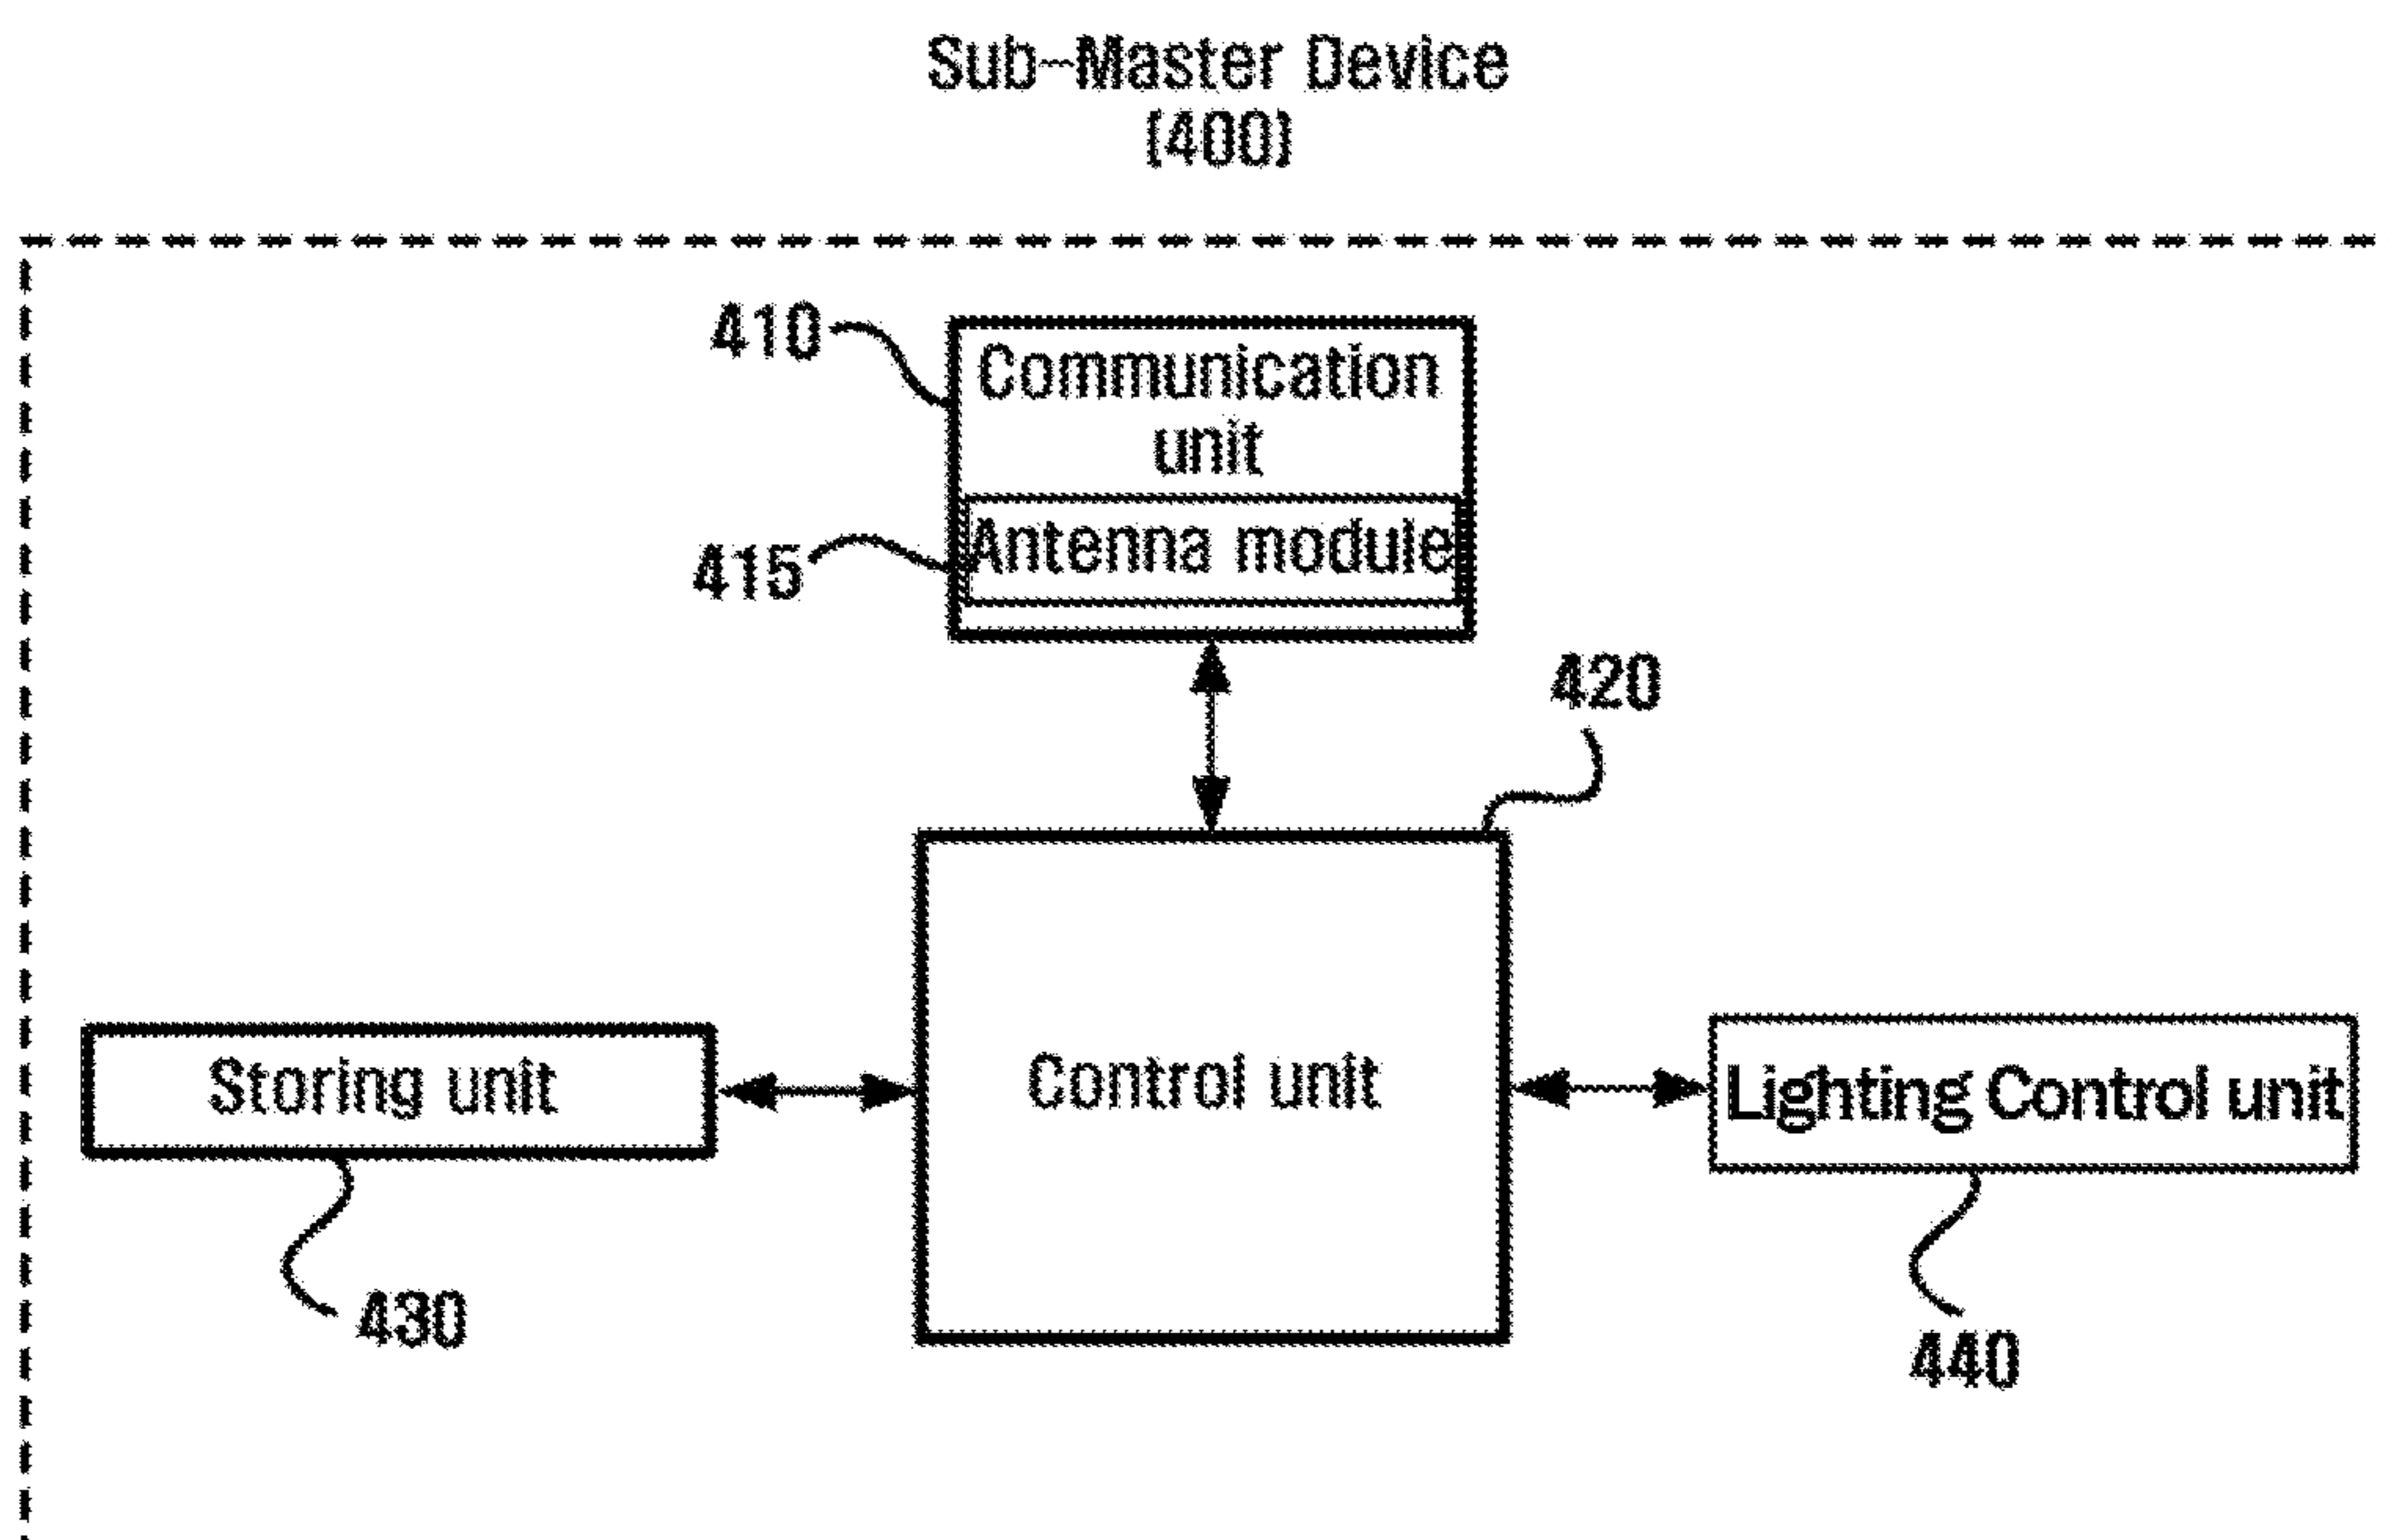 Sub-Master Device
(400)
410
Communication
unit
415
Antenna module
420
Storing unit
Control unit
Lighting Control unit
430
440